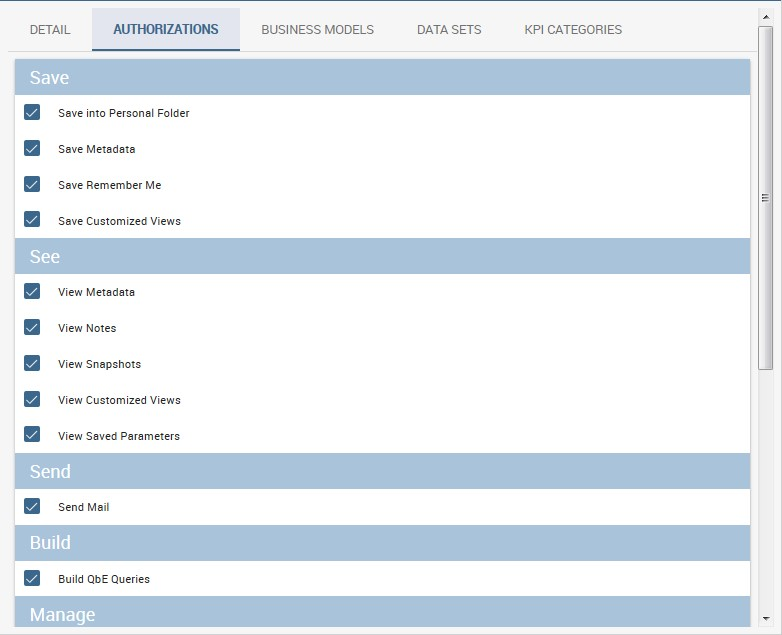 DETAIL AUTHORIZATIONS BUSINESS MODELS DATA SETS KPI CATEGORIES
Save
Save into Personal Folder
Save Metadata
Save Remember Me
Save Customized Views
See
View Metadata
View Notes
View Snapshots
View Customized Views
View Saved Parameters
Send
Send Mail
Build
Build QbE Queries
Manage